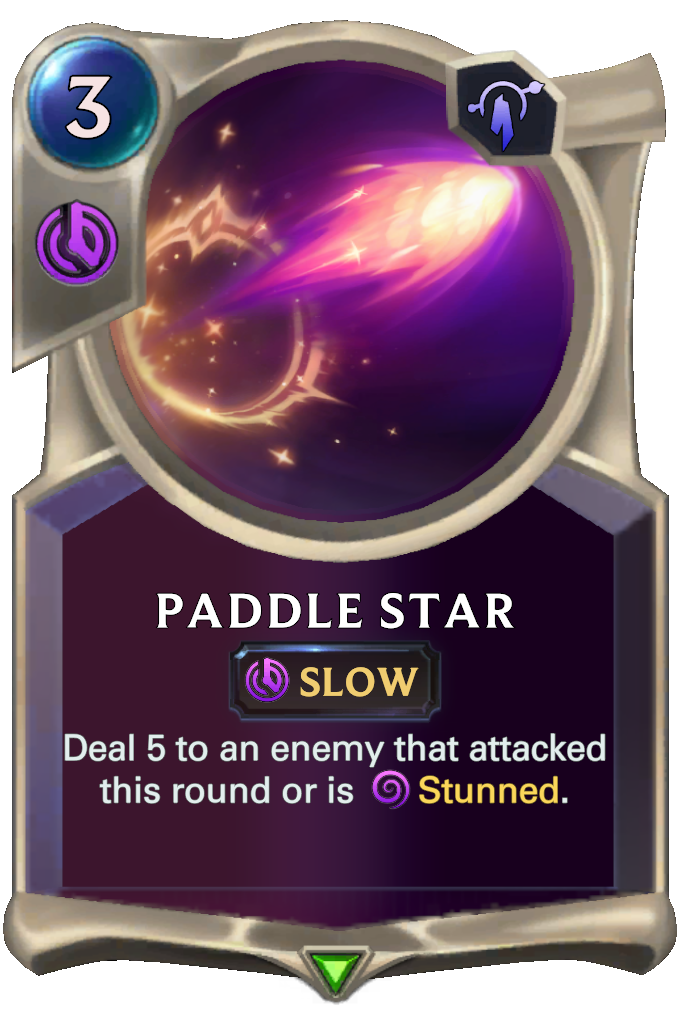 3
PADDLE STAR
SLOW
Deal 5 to an enemy that attacked
this round or is Stunned.